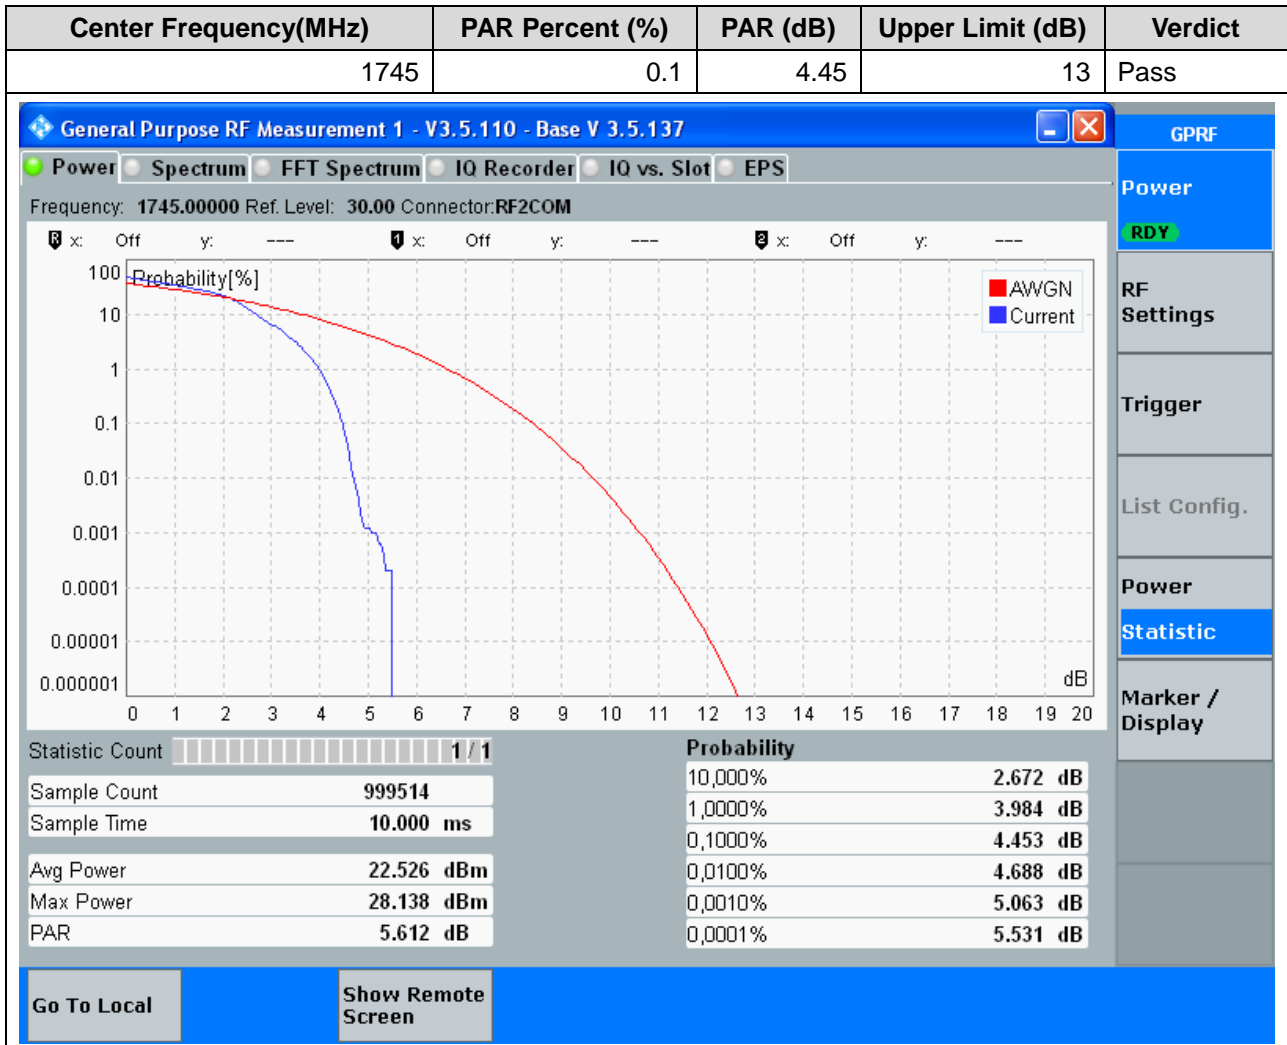 Center Frequency(MHz) PAR Percent (%) PAR (dB) Upper Limit (dB) Verdict
1745 0.1 4.45 13 Pass
General Purpose RF Measurement 1 - V3.5.110 - Base V 3.5.137
GPRF
Power Spectrum FFT Spectrum IQ Recorder IQ vs. Slot EPS
Frequency: 1745.00000 Ref. Level: 30.00 Connector:RF2COM
R x: Off y: --- 1 x: Off y: --- 2 x: Off y: ---
Probability[%]
AWGN
Current
100
10
1
0.1
0.01
0.001
0.0001
0.00001
0.000001
dB
0 1 2 3 4 5 6 7 8 9 10 11 12 13 14 15 16 17 18 19 20
Statistic Count 1 / 1
Sample Count 999514
Sample Time 10.000 ms
Avg Power 22.526 dBm
Max Power 28.138 dBm
PAR 5.612 dB
Probability
10,000% 2.672 dB
1,0000% 3.984 dB
0,1000% 4.453 dB
0,0100% 4.688 dB
0,0010% 5.063 dB
0,0001% 5.531 dB
Power
RDY
RF
Settings
Trigger
List Config.
Power
Statistic
Marker /
Display
Go To Local
Show Remote
Screen